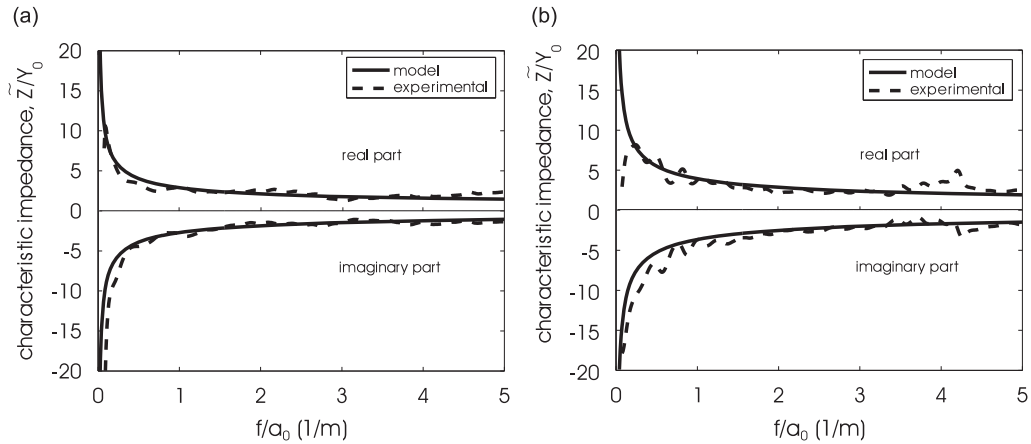 (a)
characteristic impedance, Z̃/Y₀
20
15
10
5
0
-5
-10
-15
-20
model
experimental
real part
imaginary part
0 1 2 3 4 5
f/a₀ (1/m)
(b)
characteristic impedance, Z̃/Y₀
20
15
10
5
0
-5
-10
-15
-20
model
experimental
real part
imaginary part
0 1 2 3 4 5
f/a₀ (1/m)